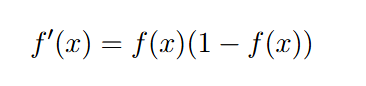 f′(x) = f(x)(1 − f(x))